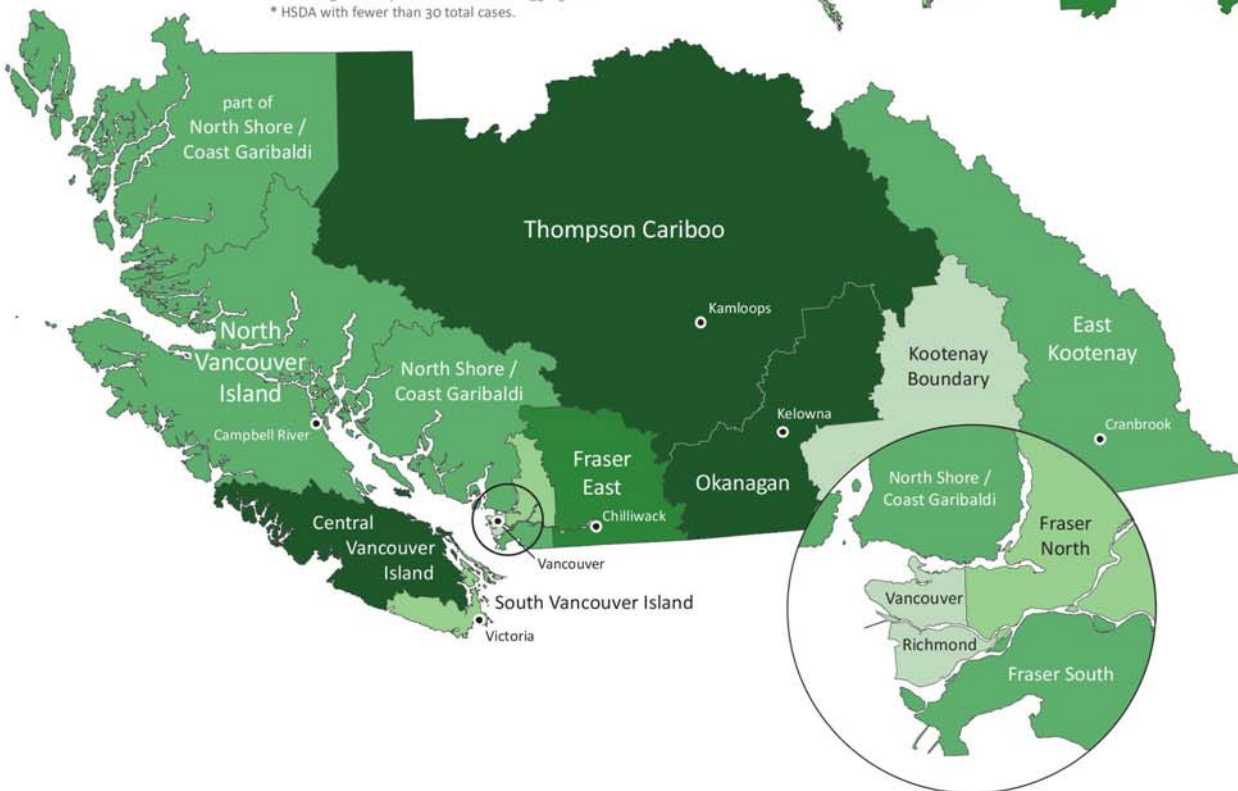 * HSDA with fewer than 30 total cases.
part of
North Shore /
Coast Garibaldi
Thompson Cariboo
Kamloops
North
Vancouver
Island
North Shore /
Coast Garibaldi
Campbell River
Kootenay
Boundary
East
Kootenay
Kelowna
Cranbrook
Fraser
East
Okanagan
Chilliwack
Central
Vancouver
Island
Vancouver
South Vancouver Island
Victoria
North Shore /
Coast Garibaldi
Fraser
North
Vancouver
Richmond
Fraser South